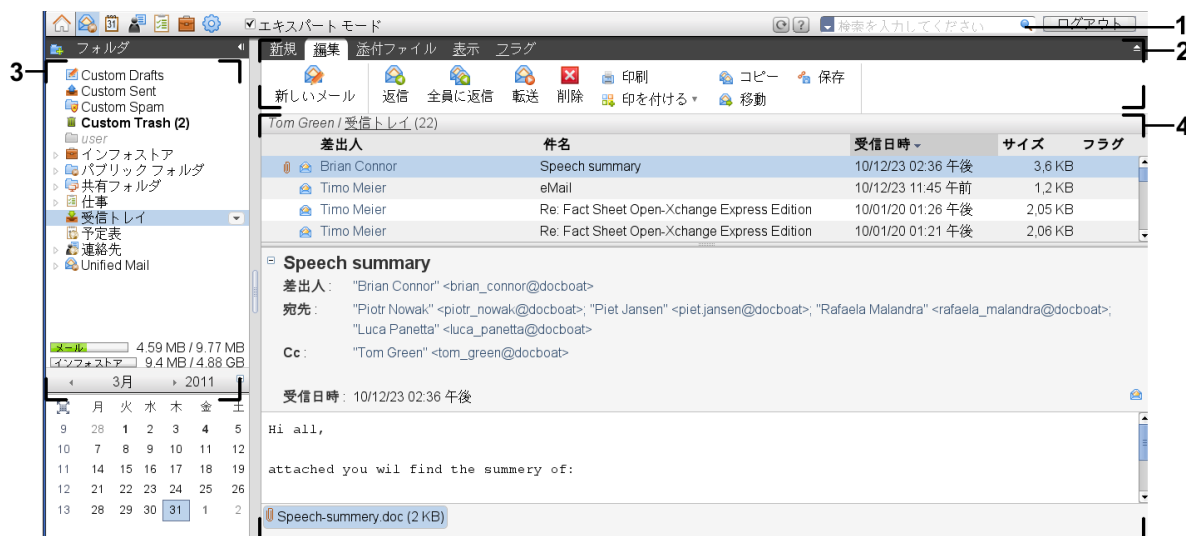 エキスパート モード
検索を入力してください
ログアウト
1
フォルダ
新規 編集 添付ファイル 表示 フラグ
2
3
Custom Drafts
Custom Sent
Custom Spam
Custom Trash (2)
user
インフォストア
パブリック フォルダ
共有フォルダ
仕事
受信トレイ
予定表
連絡先
Unified Mail
新しいメール 返信 全員に返信 転送 削除 印刷 コピー 保存
印を付ける 移動
Tom Green / 受信トレイ (22)
4
差出人 件名 受信日時 サイズ フラグ
Brian Connor Speech summary 10/12/23 02:36 午後 3,6 KB
Timo Meier eMail 10/12/23 11:45 午前 1,2 KB
Timo Meier Re: Fact Sheet Open-Xchange Express Edition 10/01/20 01:26 午後 2,05 KB
Timo Meier Re: Fact Sheet Open-Xchange Express Edition 10/01/20 01:21 午後 2,06 KB
Speech summary
差出人 : "Brian Connor" <brian_connor@docboat>
宛先 : "Piotr Nowak" <piotr_nowak@docboat>; "Piet Jansen" <piet.jansen@docboat>; "Rafaela Malandra" <rafaela_malandra@docboat>;
"Luca Panetta" <luca_panetta@docboat>
Cc : "Tom Green" <tom_green@docboat>
受信日時 : 10/12/23 02:36 午後
メール 4.59 MB / 9.77 MB
インフォストア 9.4 MB / 4.88 GB
3月 2011
月 火 水 木 金 土
9 28 1 2 3 4 5
10 7 8 9 10 11 12
11 14 15 16 17 18 19
12 21 22 23 24 25 26
13 28 29 30 31 1 2
Hi all,
attached you wil find the summery of:
Speech-summery.doc (2 KB)